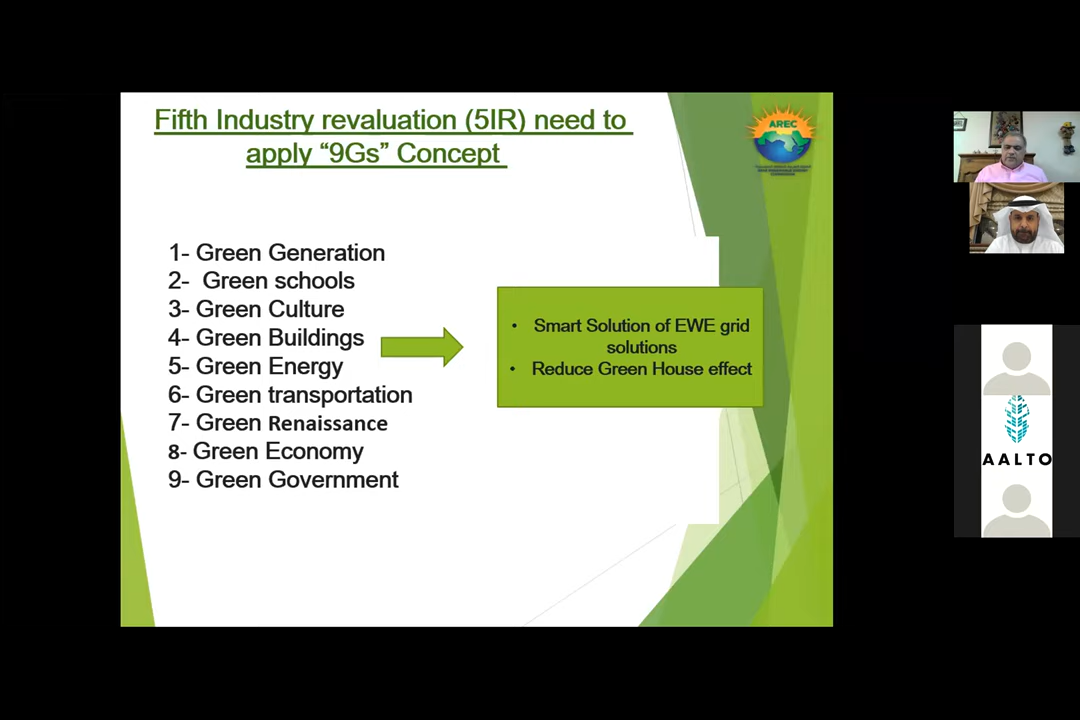 Fifth Industry revaluation (5IR) need to
apply “9Gs” Concept
AREC
1- Green Generation
2- Green schools
3- Green Culture
4- Green Buildings
5- Green Energy
6- Green transportation
7- Green Renaissance
8- Green Economy
9- Green Government
• Smart Solution of EWE grid
solutions
• Reduce Green House effect
AALTO